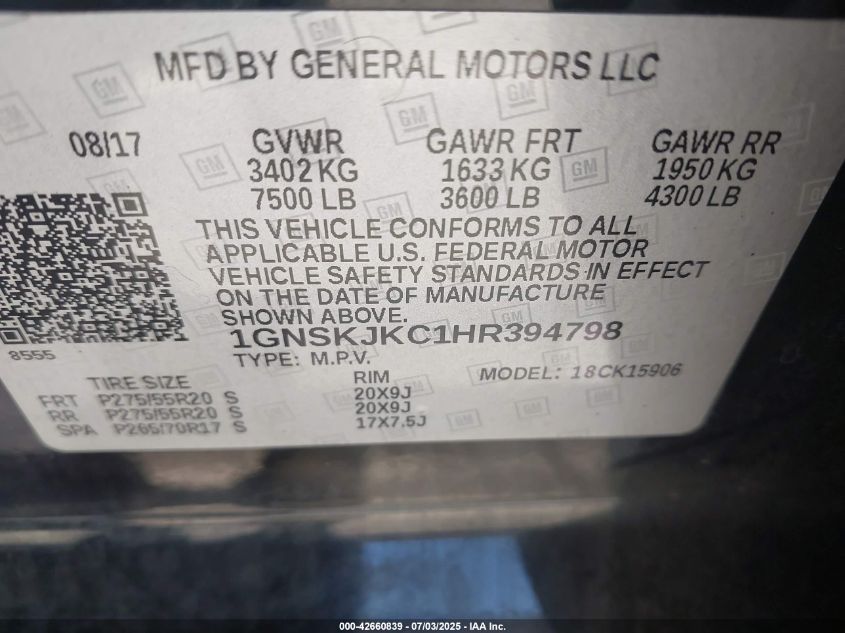 MFD BY GENERAL MOTORS LLC
08/17 GVWR GAWR FRT GAWR RR
3402 KG 1633 KG 1950 KG
7500 LB 3600 LB 4300 LB
THIS VEHICLE CONFORMS TO ALL
APPLICABLE U.S. FEDERAL MOTOR
VEHICLE SAFETY STANDARDS IN EFFECT
ON THE DATE OF MANUFACTURE
SHOWN ABOVE.
1GNSKJKC1HR394798
8555
TYPE: M.P.V.
MODEL: 18CK15906
TIRE SIZE RIM
FRT P275/55R20 S 20X9J
RR P275/55R20 S 20X9J
SPA P265/70R17 S 17X7.5J
GM
000-42660839 - 07/03/2025 - IAA Inc.